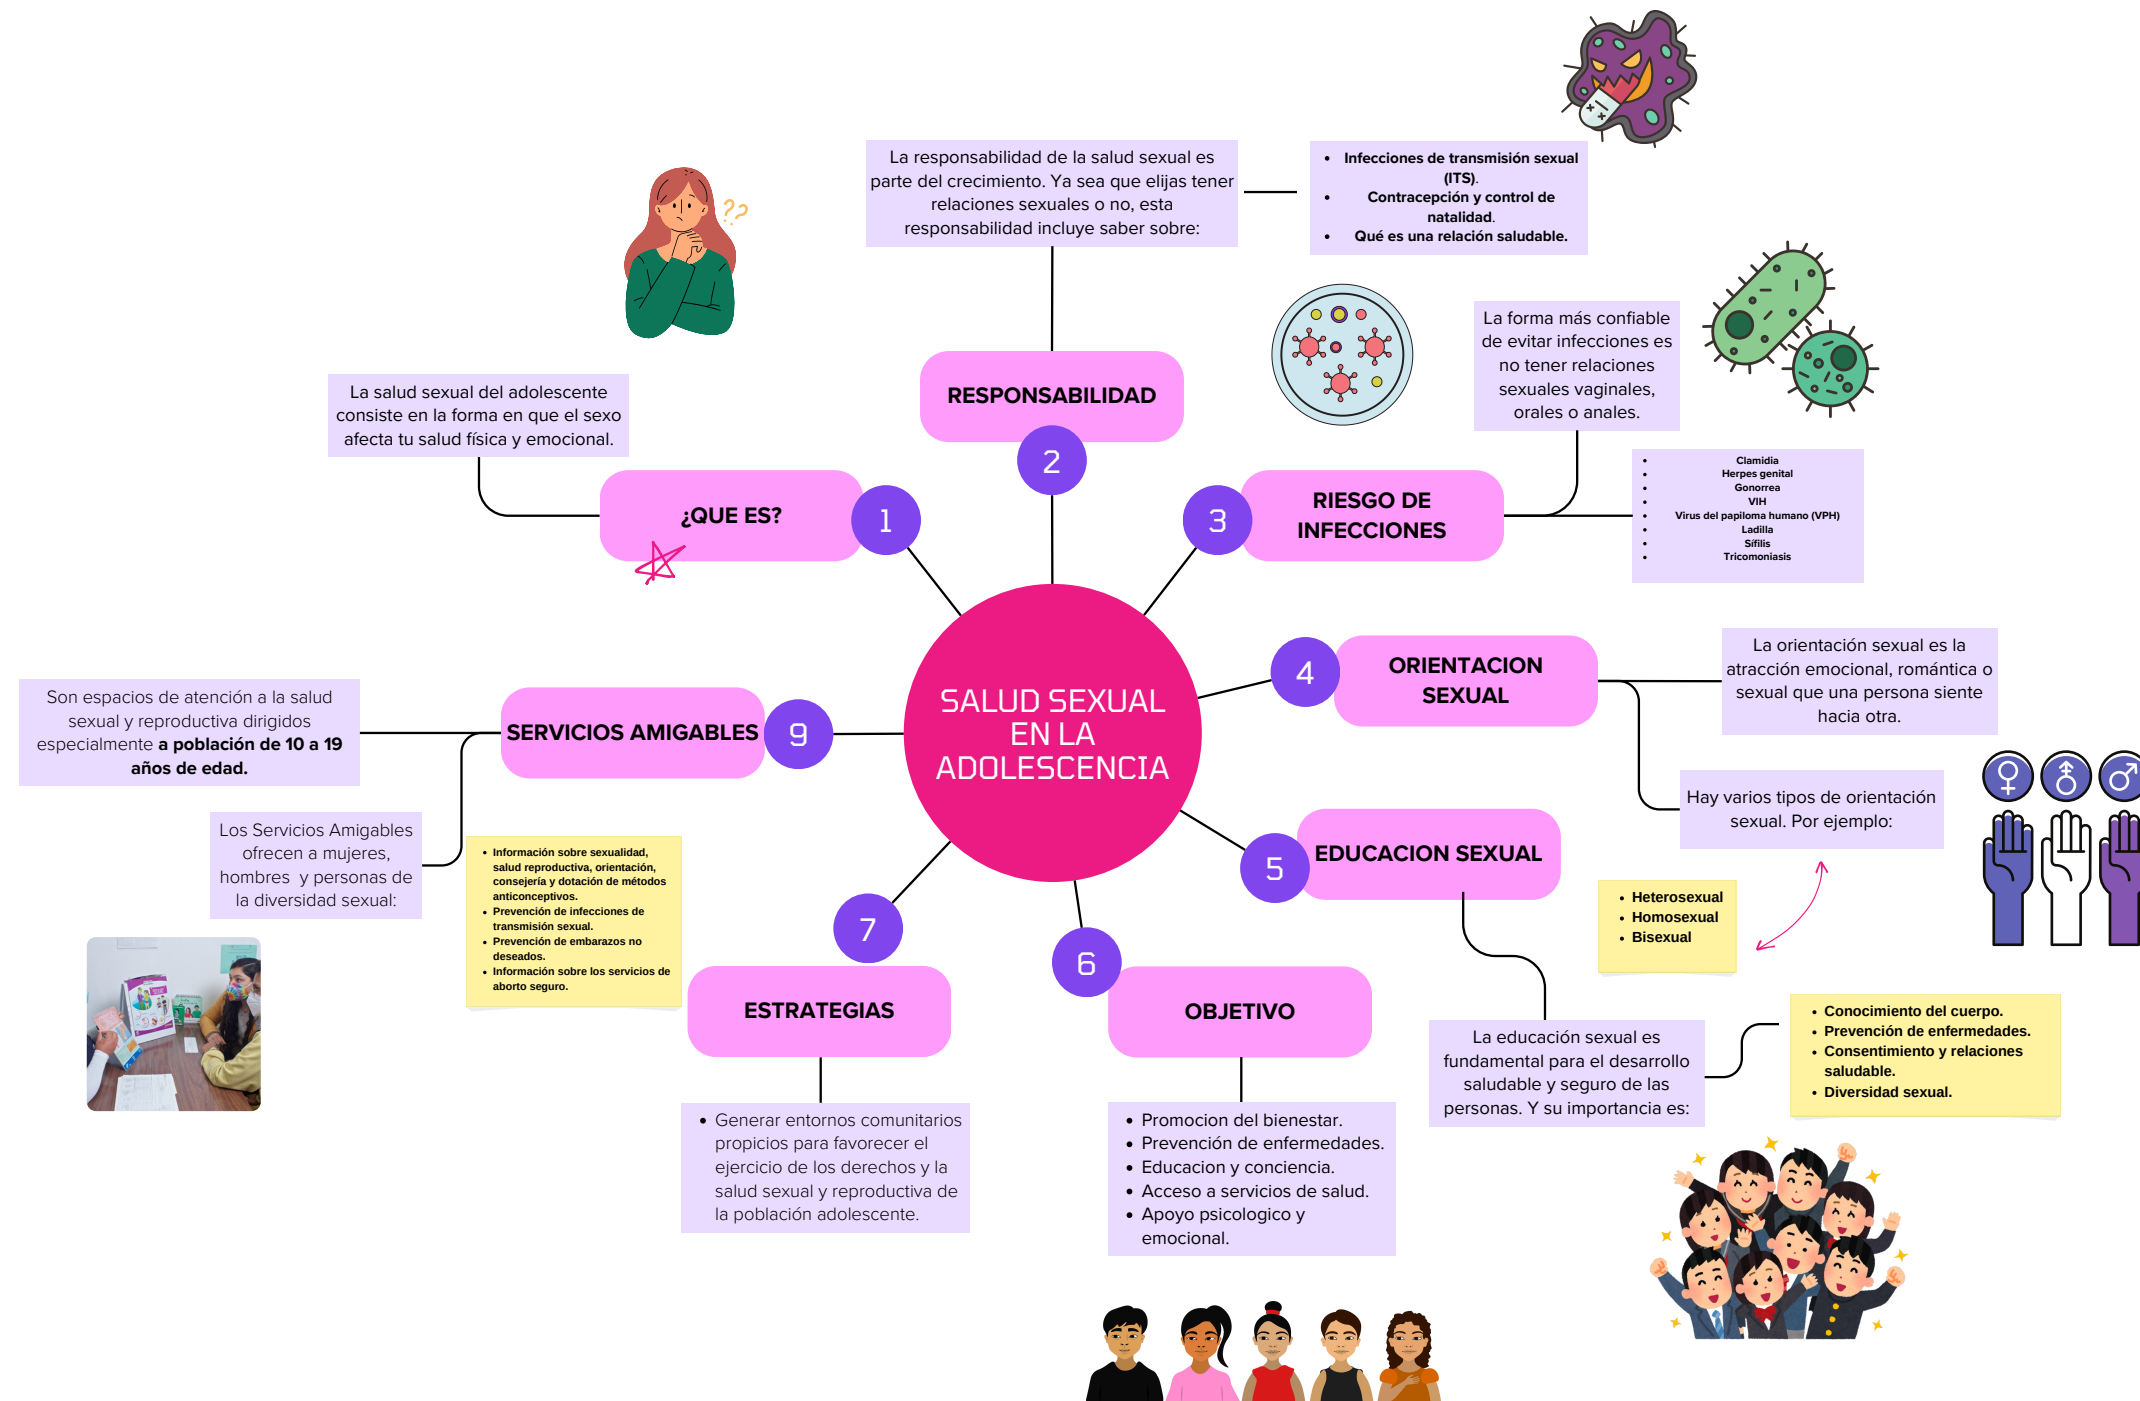 SALUD SEXUAL
EN LA
ADOLESCENCIA
1
¿QUE ES?
La salud sexual del adolescente
consiste en la forma en que el sexo
afecta tu salud física y emocional.
??
2
RESPONSABILIDAD
La responsabilidad de la salud sexual es
parte del crecimiento. Ya sea que elijas tener
relaciones sexuales o no, esta
responsabilidad incluye saber sobre:
• Infecciones de transmisión sexual
(ITS).
• Contracepción y control de
natalidad.
• Qué es una relación saludable.
3
RIESGO DE
INFECCIONES
La forma más confiable
de evitar infecciones es
no tener relaciones
sexuales vaginales,
orales o anales.
• Clamidia
• Herpes genital
• Gonorrea
• VIH
• Virus del papiloma humano (VPH)
• Ladilla
• Sífilis
• Tricomoniasis
4
ORIENTACION
SEXUAL
La orientación sexual es la
atracción emocional, romántica o
sexual que una persona siente
hacia otra.
Hay varios tipos de orientación
sexual. Por ejemplo:
• Heterosexual
• Homosexual
• Bisexual
5
EDUCACION SEXUAL
La educación sexual es
fundamental para el desarrollo
saludable y seguro de las
personas. Y su importancia es:
• Conocimiento del cuerpo.
• Prevención de enfermedades.
• Consentimiento y relaciones
saludable.
• Diversidad sexual.
6
OBJETIVO
• Promocion del bienestar.
• Prevención de enfermedades.
• Educacion y conciencia.
• Acceso a servicios de salud.
• Apoyo psicologico y
emocional.
7
ESTRATEGIAS
• Generar entornos comunitarios
propicios para favorecer el
ejercicio de los derechos y la
salud sexual y reproductiva de
la población adolescente.
9
SERVICIOS AMIGABLES
Son espacios de atención a la salud
sexual y reproductiva dirigidos
especialmente a población de 10 a 19
años de edad.
Los Servicios Amigables
ofrecen a mujeres,
hombres y personas de
la diversidad sexual:
• Información sobre sexualidad,
salud reproductiva, orientación,
consejería y dotación de métodos
anticonceptivos.
• Prevención de infecciones de
transmisión sexual.
• Prevención de embarazos no
deseados.
• Información sobre los servicios de
aborto seguro.